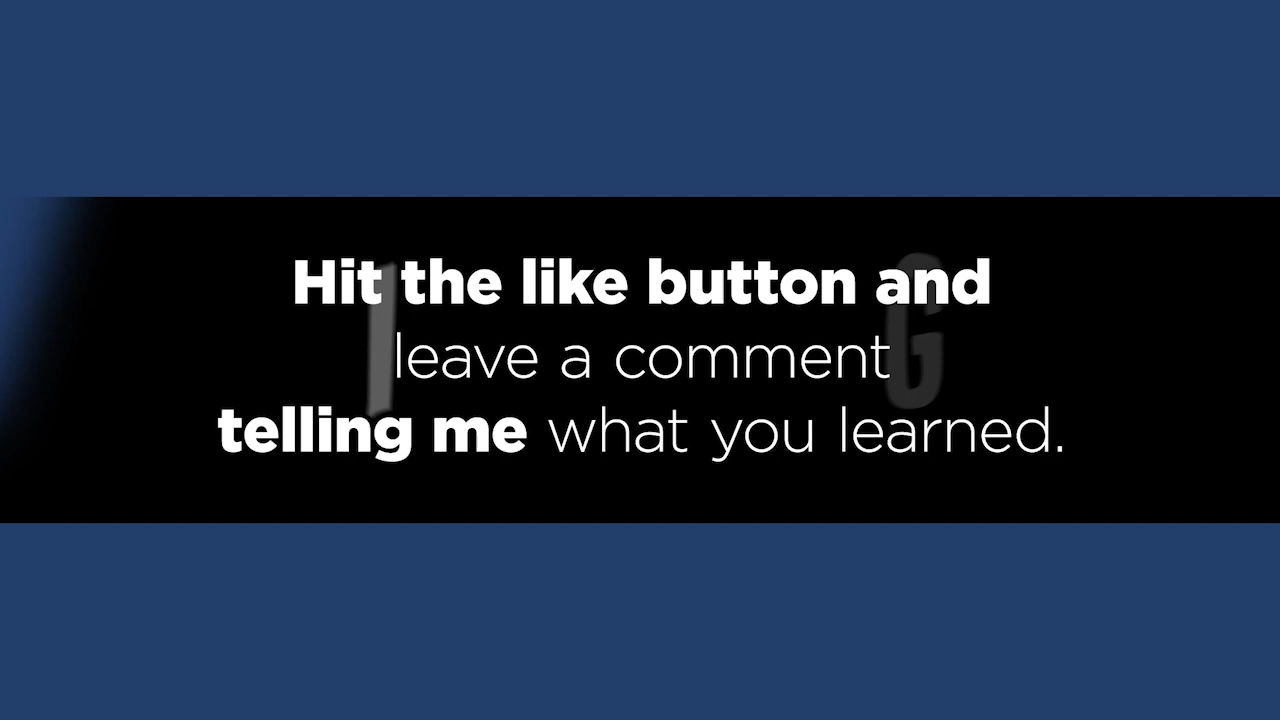 Hit the like button and
leave a comment
telling me what you learned.